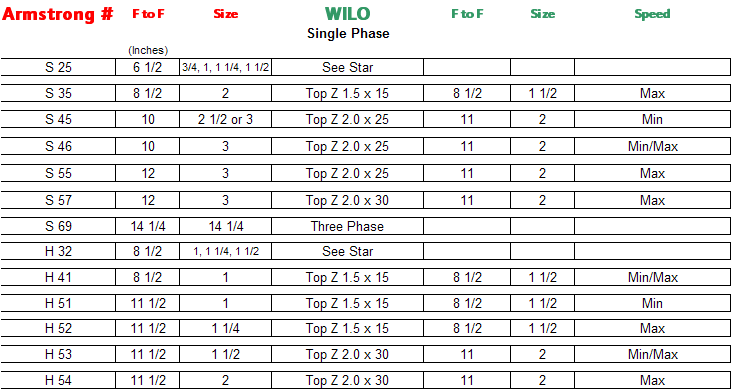 Armstrong # F to F Size WILO F to F Size Speed
Single Phase
(Inches)
S 25 6 1/2 3/4, 1, 1 1/4, 1 1/2 See Star
S 35 8 1/2 2 Top Z 1.5 x 15 8 1/2 1 1/2 Max
S 45 10 2 1/2 or 3 Top Z 2.0 x 25 11 2 Min
S 46 10 3 Top Z 2.0 x 25 11 2 Min/Max
S 55 12 3 Top Z 2.0 x 25 11 2 Max
S 57 12 3 Top Z 2.0 x 30 11 2 Max
S 69 14 1/4 14 1/4 Three Phase
H 32 8 1/2 1, 1 1/4, 1 1/2 See Star
H 41 8 1/2 1 Top Z 1.5 x 15 8 1/2 1 1/2 Min/Max
H 51 11 1/2 1 Top Z 1.5 x 15 8 1/2 1 1/2 Min
H 52 11 1/2 1 1/4 Top Z 1.5 x 15 8 1/2 1 1/2 Max
H 53 11 1/2 1 1/2 Top Z 2.0 x 30 11 2 Min/Max
H 54 11 1/2 2 Top Z 2.0 x 30 11 2 Max